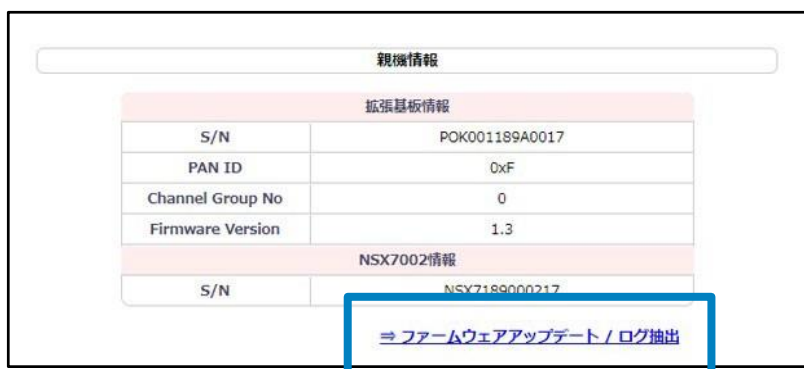 親機情報
拡張基板情報
S/N POK001189A0017
PAN ID 0xF
Channel Group No 0
Firmware Version 1.3
NSX7002情報
S/N NSX7189000217
⇒ ファームウェアアップデート / ログ抽出